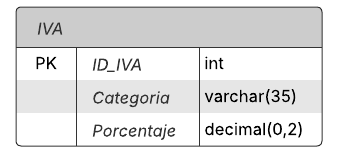 IVA
PK ID_IVA int
Categoria varchar(35)
Porcentaje decimal(0,2)